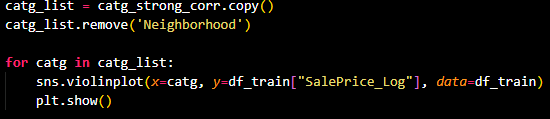 catg_list = catg_strong_corr.copy()
catg_list.remove('Neighborhood')

for catg in catg_list:
    sns.violinplot(x=catg, y=df_train["SalePrice_Log"], data=df_train)
    plt.show()